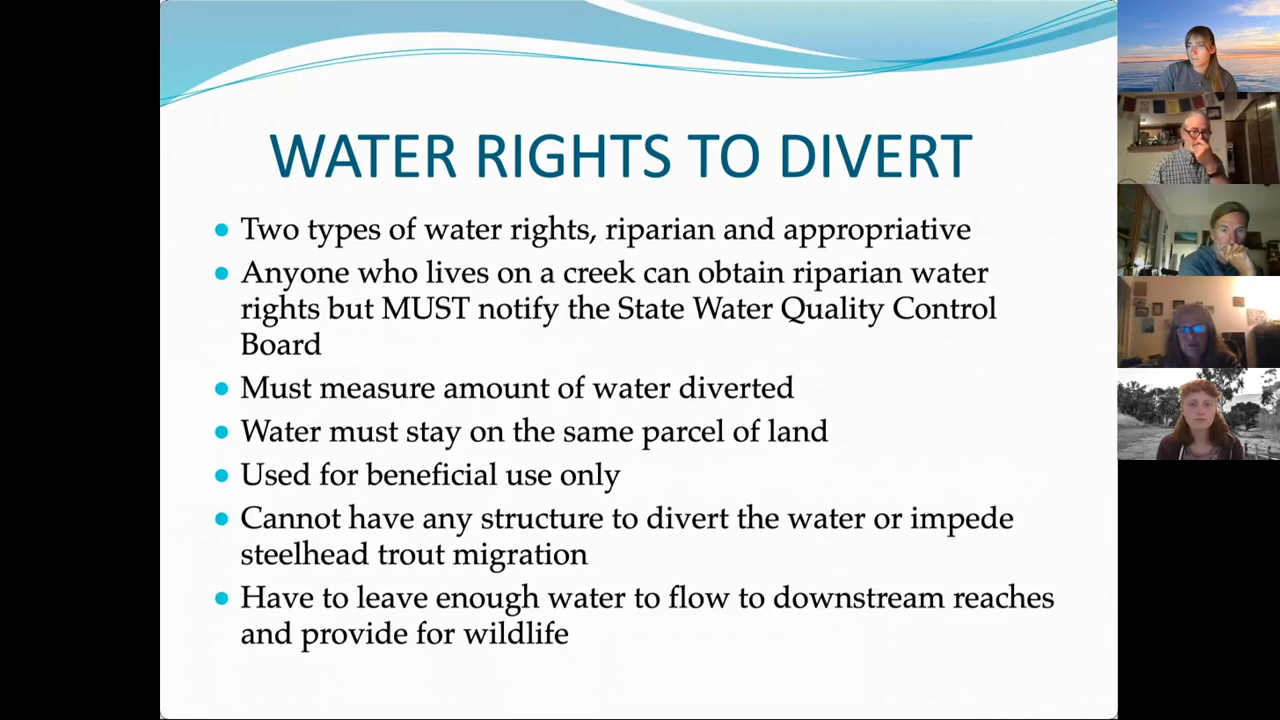 WATER RIGHTS TO DIVERT
Two types of water rights, riparian and appropriative
Anyone who lives on a creek can obtain riparian water
rights but MUST notify the State Water Quality Control
Board
Must measure amount of water diverted
Water must stay on the same parcel of land
Used for beneficial use only
Cannot have any structure to divert the water or impede
steelhead trout migration
Have to leave enough water to flow to downstream reaches
and provide for wildlife